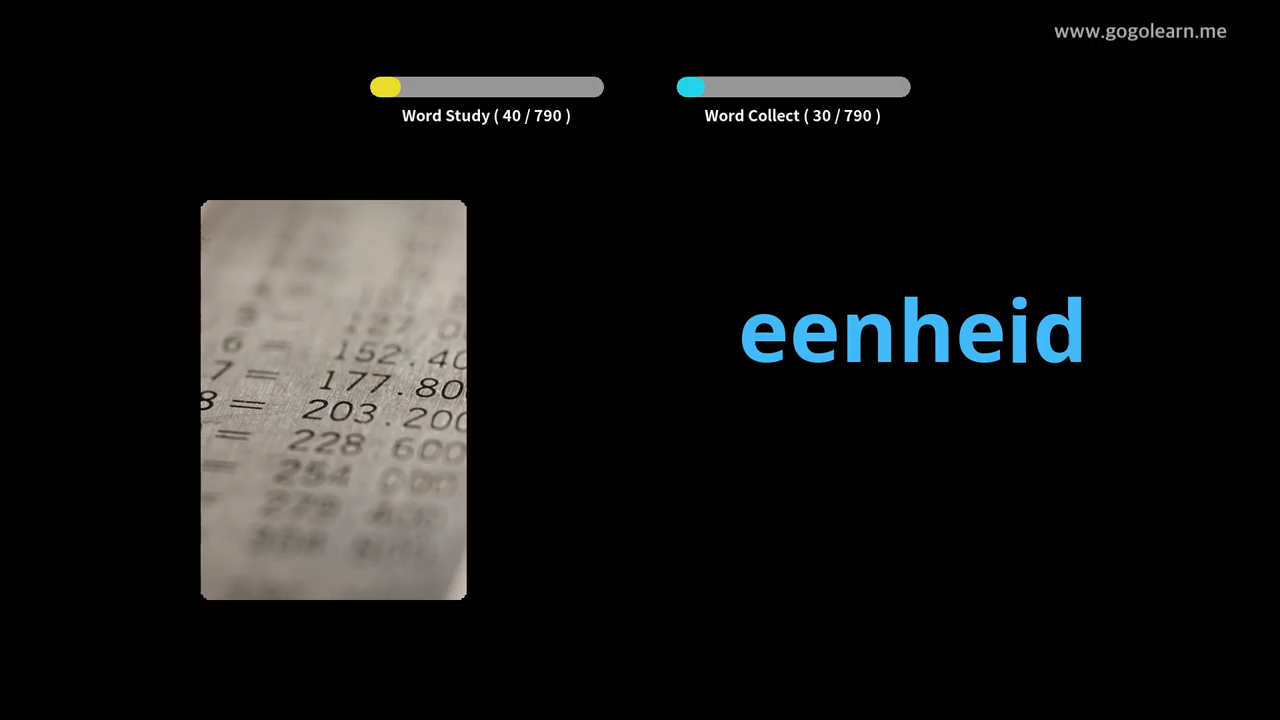 www.gogolearn.me
Word Study ( 40 / 790 )
Word Collect ( 30 / 790 )
eenheid
6 = 152.40
7 = 177.80
8 = 203.200
= 228.600
= 254 000